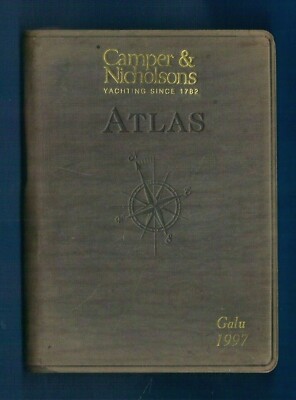 Camper &
Nicholsons
YACHTING SINCE 1782
ATLAS
Galu
1997